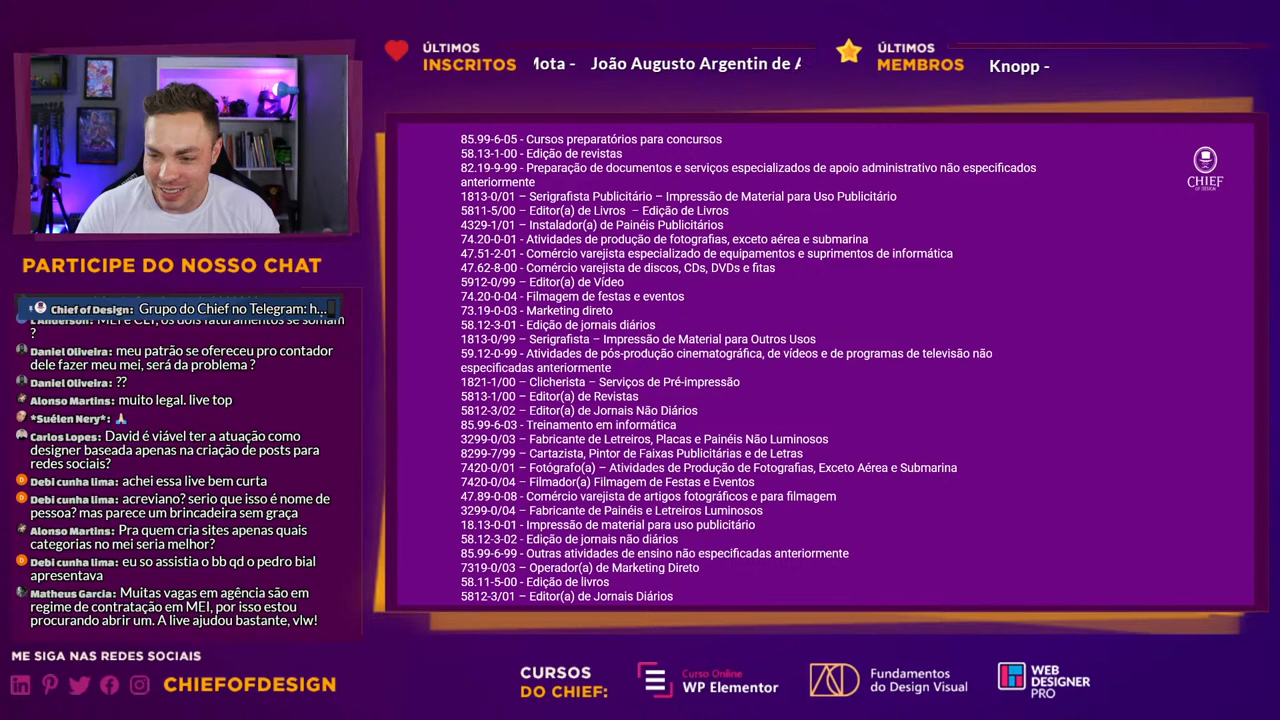 ÚLTIMOS
INSCRITOS
Mota - João Augusto Argentin de A
ÚLTIMOS
MEMBROS
Knopp -
PARTICIPE DO NOSSO CHAT
Chief of Design: Grupo do Chief no Telegram: h...
L'Anderson: MEI e CLT, os dois faturamentos se somam
?
Daniel Oliveira: meu patrão se ofereceu pro contador
dele fazer meu mei, será da problema ?
Daniel Oliveira: ??
Alonso Martins: muito legal. live top
*Suélen Nery*: 🙏🏻
Carlos Lopes: David é viável ter a atuação como
designer baseada apenas na criação de posts para
redes sociais?
Debi cunha lima: achei essa live bem curta
Debi cunha lima: acreviano? serio que isso é nome de
pessoa? mas parece um brincadeira sem graça
Alonso Martins: Pra quem cria sites apenas quais
categorias no mei seria melhor?
Debi cunha lima: eu so assistia o bb qd o pedro bial
apresentava
Matheus Garcia: Muitas vagas em agência são em
regime de contratação em MEI, por isso estou
procurando abrir um. A live ajudou bastante, vlw!
85.99-6-05 - Cursos preparatórios para concursos
58.13-1-00 - Edição de revistas
82.19-9-99 - Preparação de documentos e serviços especializados de apoio administrativo não especificados
anteriormente
1813-0/01 – Serigrafista Publicitário – Impressão de Material para Uso Publicitário
5811-5/00 – Editor(a) de Livros – Edição de Livros
4329-1/01 – Instalador(a) de Painéis Publicitários
74.20-0-01 - Atividades de produção de fotografias, exceto aérea e submarina
47.51-2-01 - Comércio varejista especializado de equipamentos e suprimentos de informática
47.62-8-00 - Comércio varejista de discos, CDs, DVDs e fitas
5912-0/99 – Editor(a) de Vídeo
74.20-0-04 - Filmagem de festas e eventos
73.19-0-03 - Marketing direto
58.12-3-01 - Edição de jornais diários
1813-0/99 – Serigrafista – Impressão de Material para Outros Usos
59.12-0-99 - Atividades de pós-produção cinematográfica, de vídeos e de programas de televisão não
especificadas anteriormente
1821-1/00 – Clicherista – Serviços de Pré-impressão
5813-1/00 – Editor(a) de Revistas
5812-3/02 – Editor(a) de Jornais Não Diários
85.99-6-03 - Treinamento em informática
3299-0/03 – Fabricante de Letreiros, Placas e Painéis Não Luminosos
8299-7/99 – Cartazista, Pintor de Faixas Publicitárias e de Letras
7420-0/01 – Fotógrafo(a) – Atividades de Produção de Fotografias, Exceto Aérea e Submarina
7420-0/04 – Filmador(a) Filmagem de Festas e Eventos
47.89-0-08 - Comércio varejista de artigos fotográficos e para filmagem
3299-0/04 – Fabricante de Painéis e Letreiros Luminosos
18.13-0-01 - Impressão de material para uso publicitário
58.12-3-02 - Edição de jornais não diários
85.99-6-99 - Outras atividades de ensino não especificadas anteriormente
7319-0/03 – Operador(a) de Marketing Direto
58.11-5-00 - Edição de livros
5812-3/01 – Editor(a) de Jornais Diários
CHIEF
OF DESIGN
ME SIGA NAS REDES SOCIAIS
CHIEFOFDESIGN
CURSOS
DO CHIEF:
Curso Online
WP Elementor
Fundamentos
do Design Visual
WEB
DESIGNER
PRO